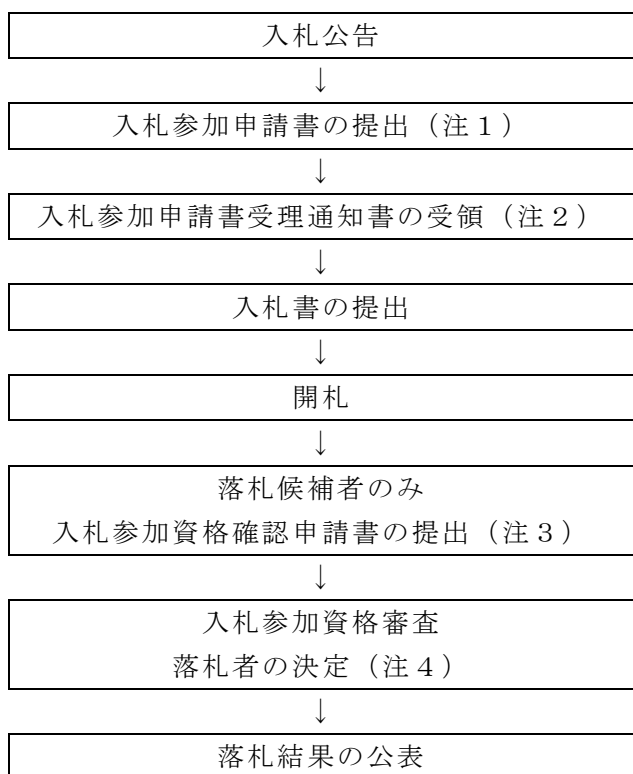 入札公告
↓
入札参加申請書の提出（注１）
↓
入札参加申請書受理通知書の受領（注２）
↓
入札書の提出
↓
開札
↓
落札候補者のみ
入札参加資格確認申請書の提出（注３）
↓
入札参加資格審査
落札者の決定（注４）
↓
落札結果の公表